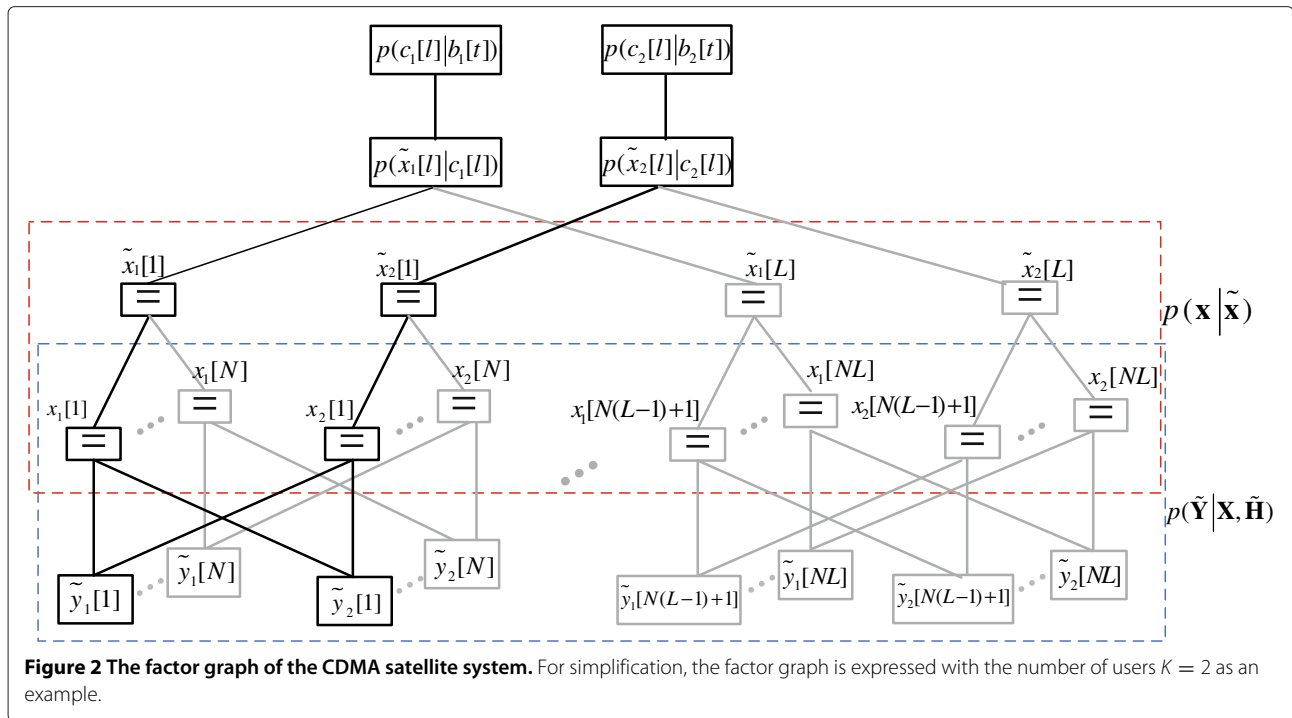 p(c₁[l]|b₁[t]) p(c₂[l]|b₂[t])
p(x̃₁[l]|c₁[l]) p(x̃₂[l]|c₂[l])
x̃₁[1] x̃₂[1] x̃₁[L] x̃₂[L]
= = = =
p(𝐱|𝐱̃)
x₁[N] x₂[N] x₁[NL] x₂[NL]
= = = =
x₁[1] x₂[1] x₁[N(L-1)+1] x₂[N(L-1)+1]
= = = =
p(𝐘̃|𝐗,𝐇̃)
ỹ₁[N] ỹ₂[N] ỹ₁[NL] ỹ₂[NL]
ỹ₁[1] ỹ₂[1] ỹ₁[N(L-1)+1] ỹ₂[N(L-1)+1]
Figure 2 The factor graph of the CDMA satellite system. For simplification, the factor graph is expressed with the number of users K = 2 as an
example.